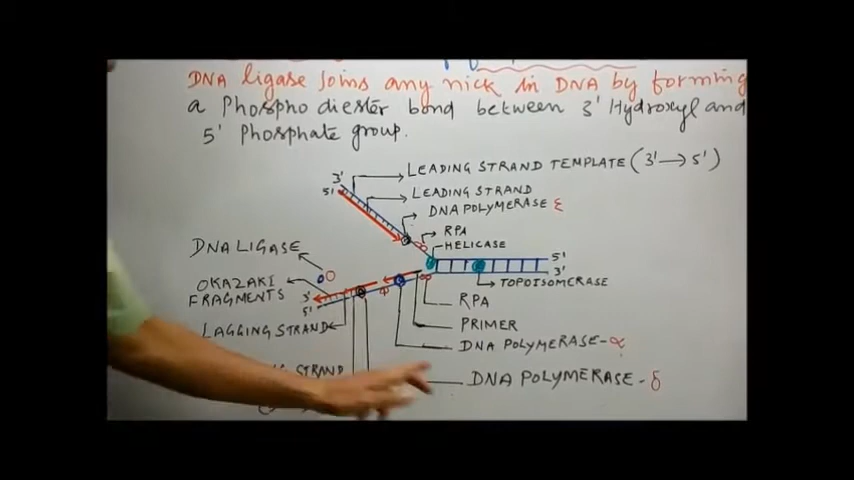 DNA ligase joins any nick in DNA by forming
a Phospho diester bond between 3' Hydroxyl and
5' Phosphate group.
3' LEADING STRAND TEMPLATE (3' → 5')
5' LEADING STRAND
DNA POLYMERASE ε
RPA
HELICASE
DNA LIGASE
5'
3'
TOPOISOMERASE
OKAZAKI
FRAGMENTS
3'
5'
RPA
LAGGING STRAND
PRIMER
DNA POLYMERASE-α
STRAND
DNA POLYMERASE-δ